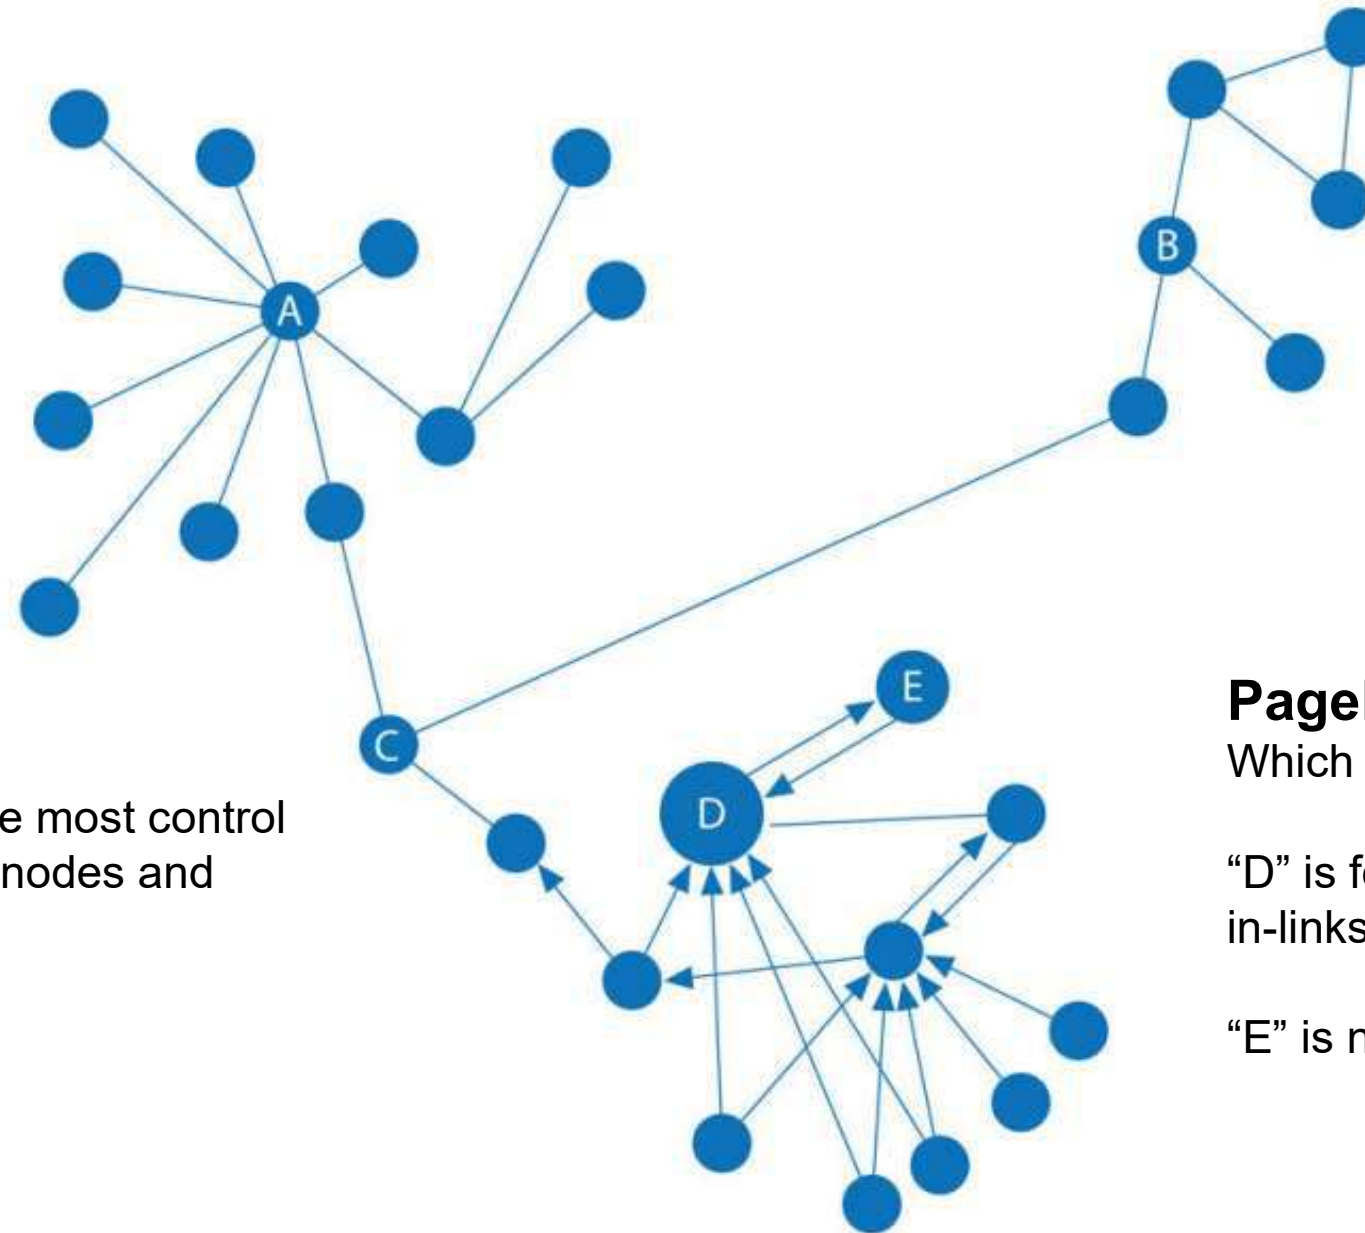 A
B
C
E
D
e most control
nodes and
Page
Which
“D” is f
in-links
“E” is n